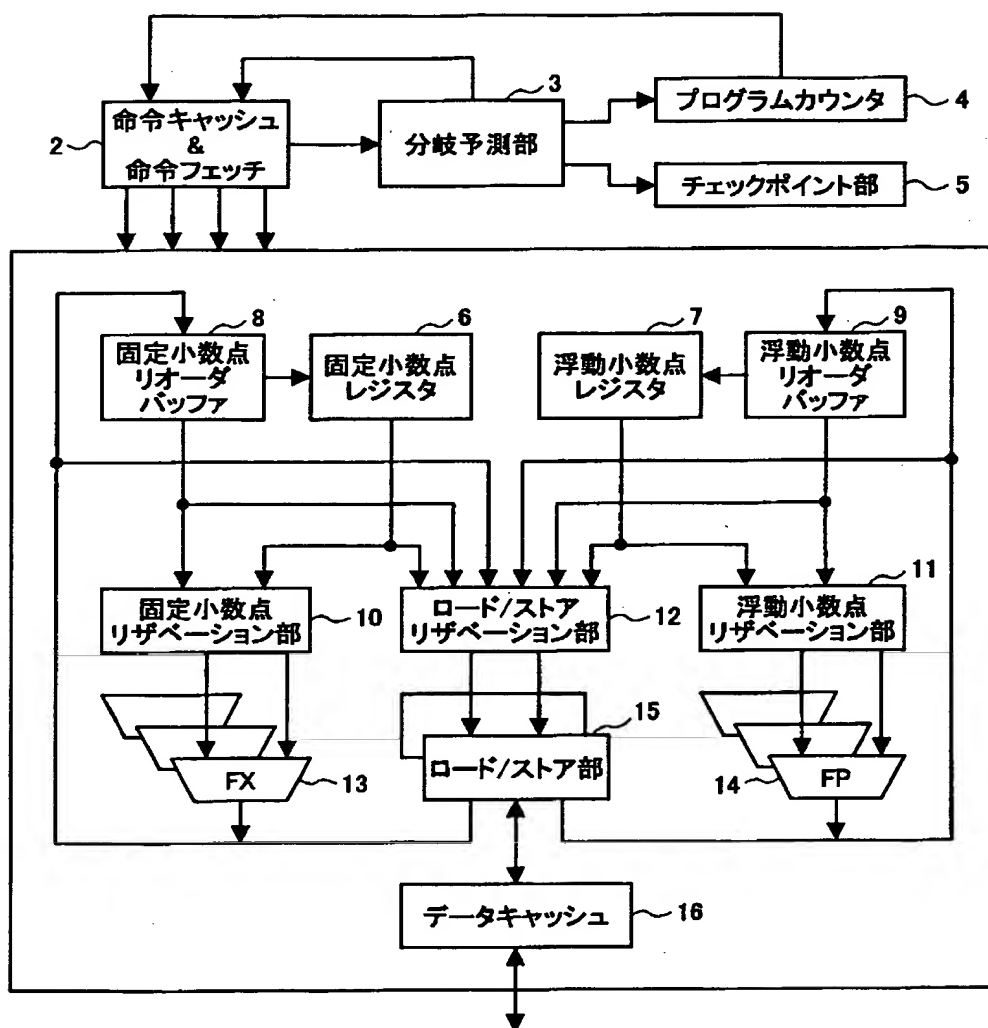 3
プログラムカウンタ
4
2
命令キャッシュ
&
命令フェッチ
分岐予測部
チェックポイント部
5
8
6
7
9
固定小数点
リオーダ
バッファ
固定小数点
レジスタ
浮動小数点
レジスタ
浮動小数点
リオーダ
バッファ
11
固定小数点
リザベーション部
10
ロード/ストア
リザベーション部
12
浮動小数点
リザベーション部
15
FX
13
ロード/ストア部
14
FP
データキャッシュ
16